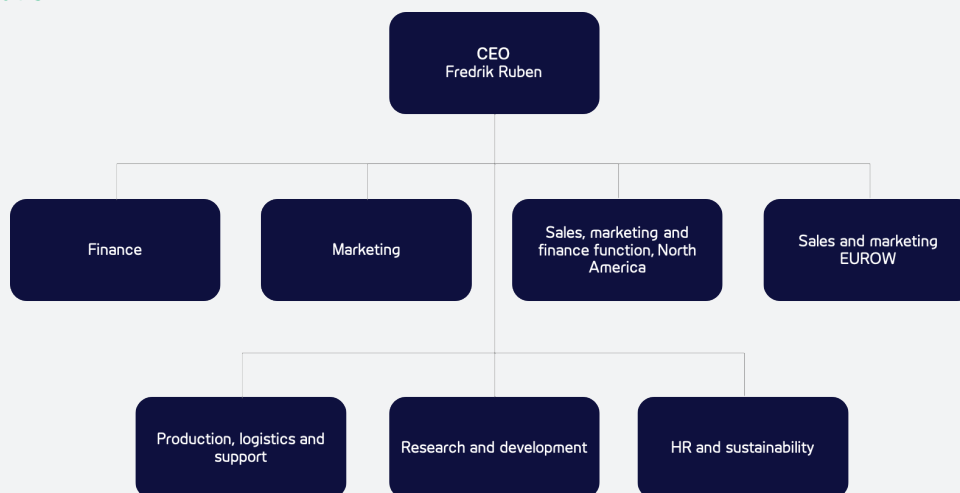 CEO
Fredrik Ruben
Finance
Marketing
Sales, marketing and
finance function, North
America
Sales and marketing
EUROW
Production, logistics and
support
Research and development
HR and sustainability